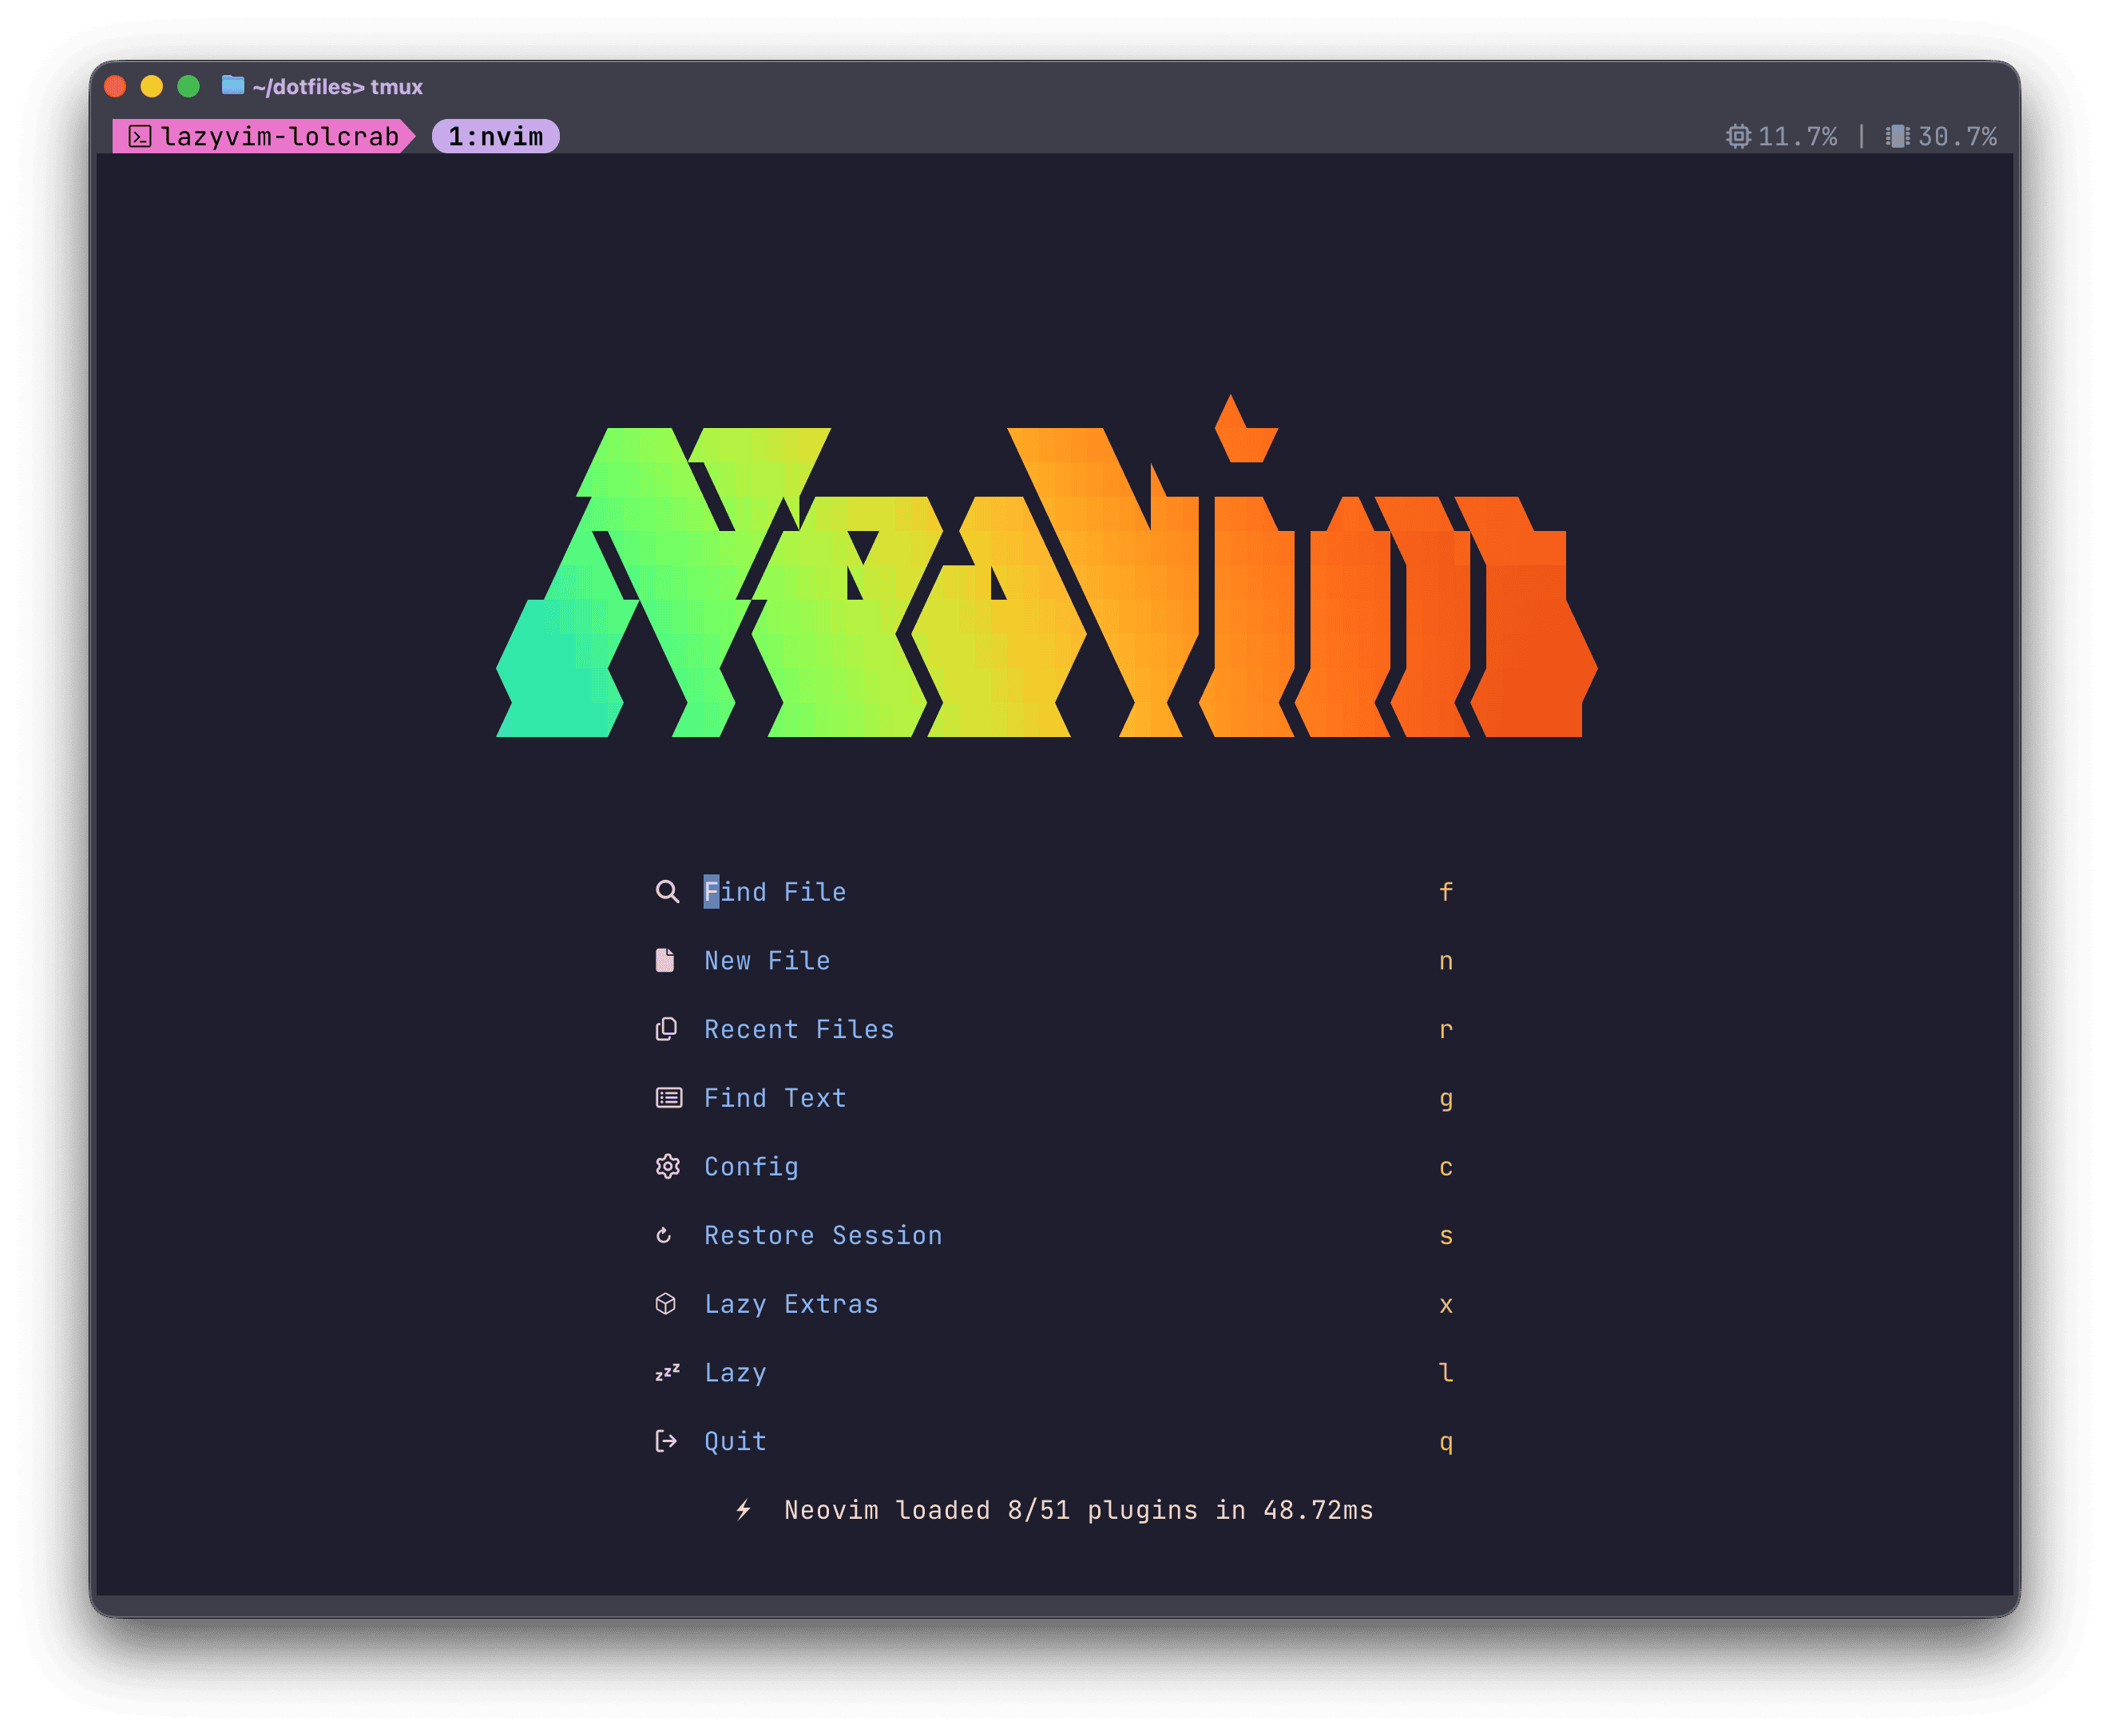 ~/dotfiles> tmux
lazyvim-lolcrab 1:nvim 11.7% | 30.7%
NeoVim
Find File f
New File n
Recent Files r
Find Text g
Config c
Restore Session s
Lazy Extras x
zzz Lazy l
Quit q
Neovim loaded 8/51 plugins in 48.72ms